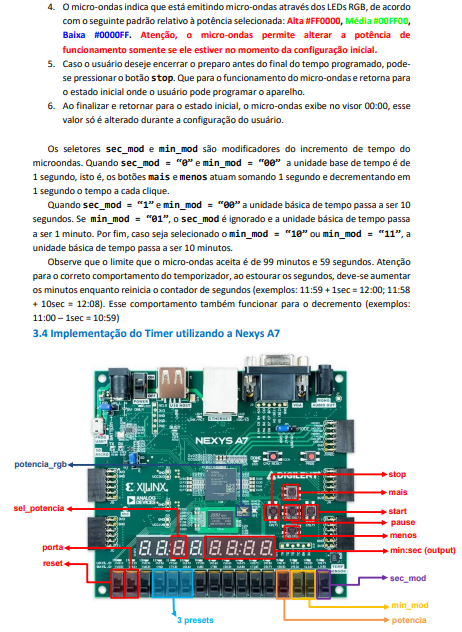 4. O micro-ondas indica que está emitindo micro-ondas através dos LEDs RGB, de acordo
com o seguinte padrão relativo à potência selecionada: Alta #FF0000, Média #00FF00,
Baixa #0000FF. Atenção, o micro-ondas permite alterar a potência de
funcionamento somente se ele estiver no momento da configuração inicial.
5. Caso o usuário deseje encerrar o preparo antes do final do tempo programado, pode-
se pressionar o botão stop. Que para o funcionamento do micro-ondas e retorna para
o estado inicial onde o usuário pode programar o aparelho.
6. Ao finalizar e retornar para o estado inicial, o micro-ondas exibe no visor 00:00, esse
valor só é alterado durante a configuração do usuário.
Os seletores sec_mod e min_mod são modificadores do incremento de tempo do
microondas. Quando sec_mod = “0” e min_mod = “00” a unidade base de tempo é de
1 segundo, isto é, os botões mais e menos atuam somando 1 segundo e decrementando em
1 segundo o tempo a cada clique.
Quando sec_mod = “1” e min_mod = “00” a unidade básica de tempo passa a ser 10
segundos. Se min_mod = “01”, o sec_mod é ignorado e a unidade básica de tempo passa
a ser 1 minuto. Por fim, caso seja selecionado o min_mod = “10” ou min_mod = “11”, a
unidade básica de tempo passa a ser 10 minutos.
Observe que o limite que o micro-ondas aceita é de 99 minutos e 59 segundos. Atenção
para o correto comportamento do temporizador, ao estourar os segundos, deve-se aumentar
os minutos enquanto reinicia o contador de segundos (exemplos: 11:59 + 1sec = 12:00; 11:58
+ 10sec = 12:08). Esse comportamento também funcionar para o decremento (exemplos:
11:00 – 1sec = 10:59)
3.4 Implementação do Timer utilizando a Nexys A7
POWER
ETHERNET
VGA
NEXYS A7
potencia_rgb
XILINX
ANALOG DEVICES
DIGILENT
stop
mais
sel_potencia
start
pause
menos
porta
min:sec (output)
reset
sec_mod
min_mod
3 presets
potencia